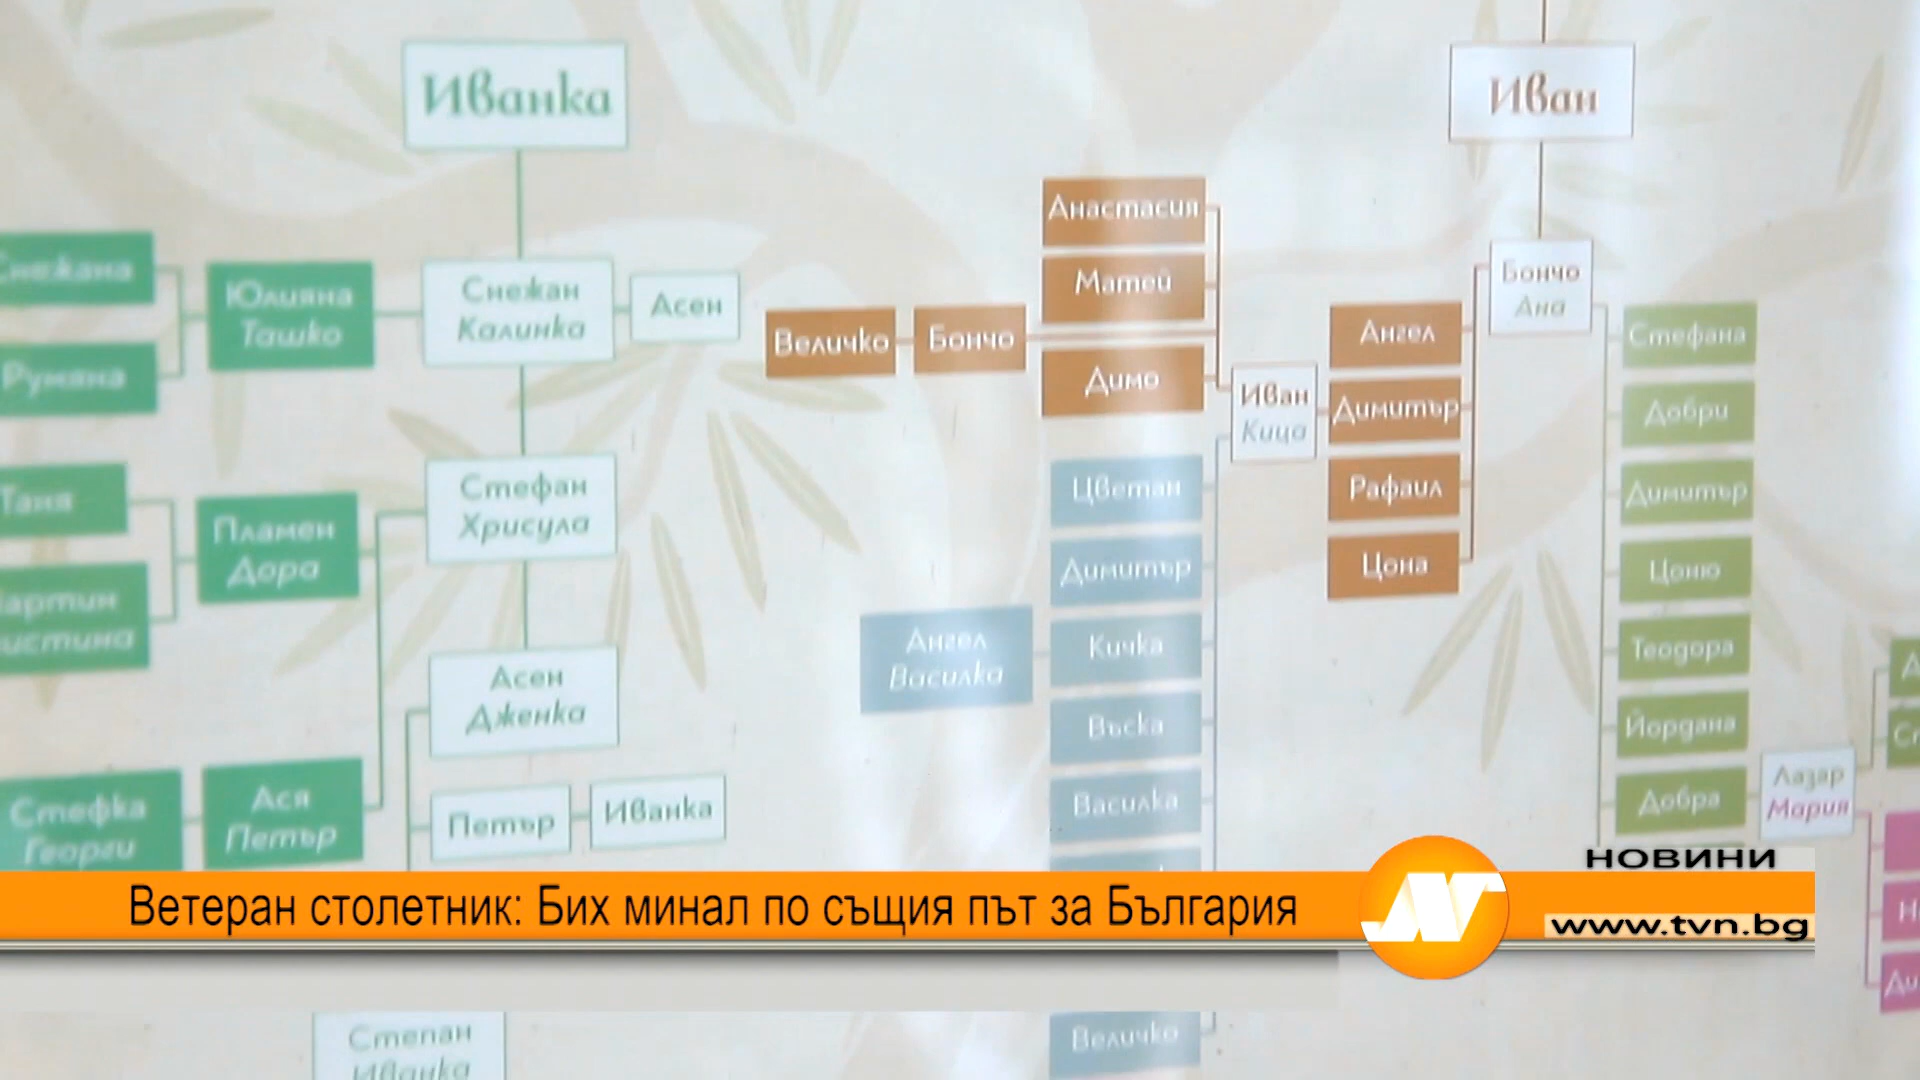 Иванка
Иван
Снежана
Юлияна
Ташко
Снежан
Калинка
Асен
Румяна
Таня
Пламен
Дора
Стефан
Хрисула
Асен
Дженка
Стефка
Георги
Ася
Петър
Петър
Иванка
Степан
Иванка
Величко
Бончо
Анастасия
Матей
Димо
Иван
Кица
Цветан
Димитър
Кичка
Въска
Василка
Величко
Ангел
Василка
Ангел
Димитър
Рафаил
Цона
Бончо
Ана
Стефана
Добри
Димитър
Цоню
Теодора
Йордана
Добра
Лазар
Мария
Ветеран столетник: Бих минал по същия път за България
НОВИНИ
www.tvn.bg